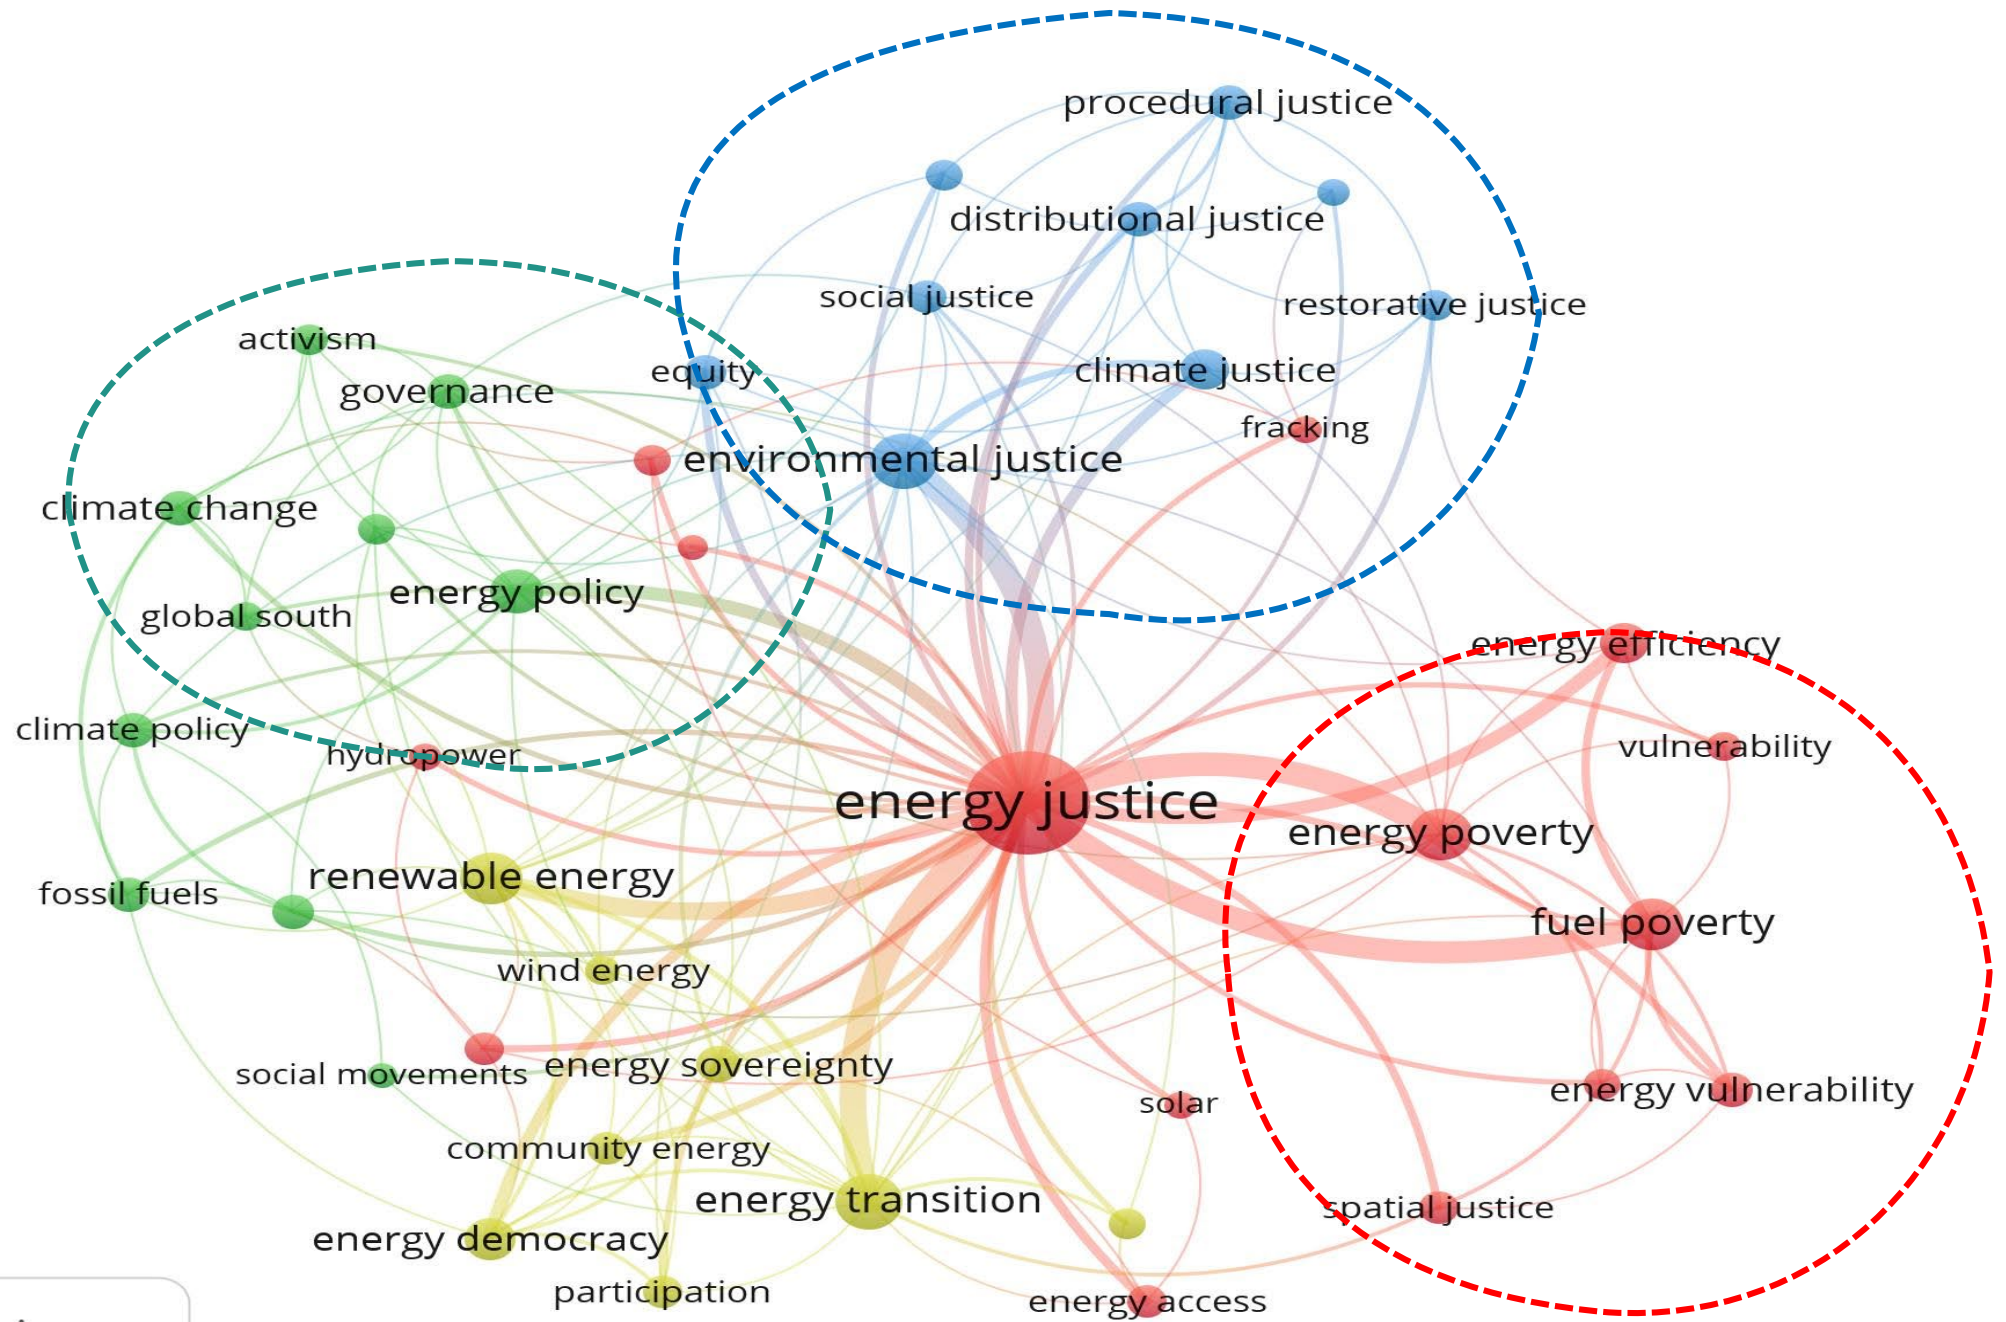 procedural justice
distributional justice
social justice
restorative justice
activism
equity
climate justice
governance
fracking
environmental justice
climate change
energy policy
global south
energy efficiency
climate policy
vulnerability
hydropower
energy justice
energy poverty
renewable energy
fossil fuels
fuel poverty
wind energy
energy sovereignty
social movements
energy vulnerability
solar
community energy
energy transition
spatial justice
energy democracy
participation
energy access